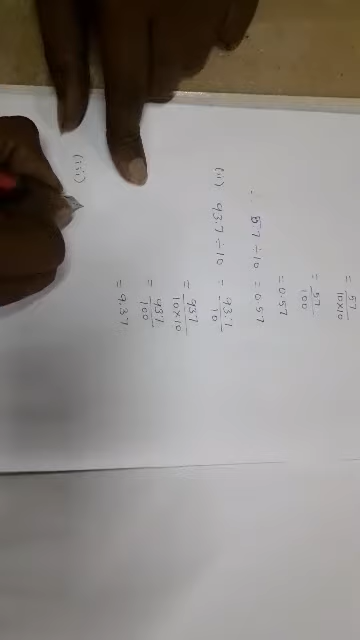 = 57/10×10
= 57/100
= 0.57
∴ 5.7 ÷ 10 = 0.57
(ii) 93.7 ÷ 10 = 93.7/10
= 937/10×10
= 937/100
= 9.37
(iii)